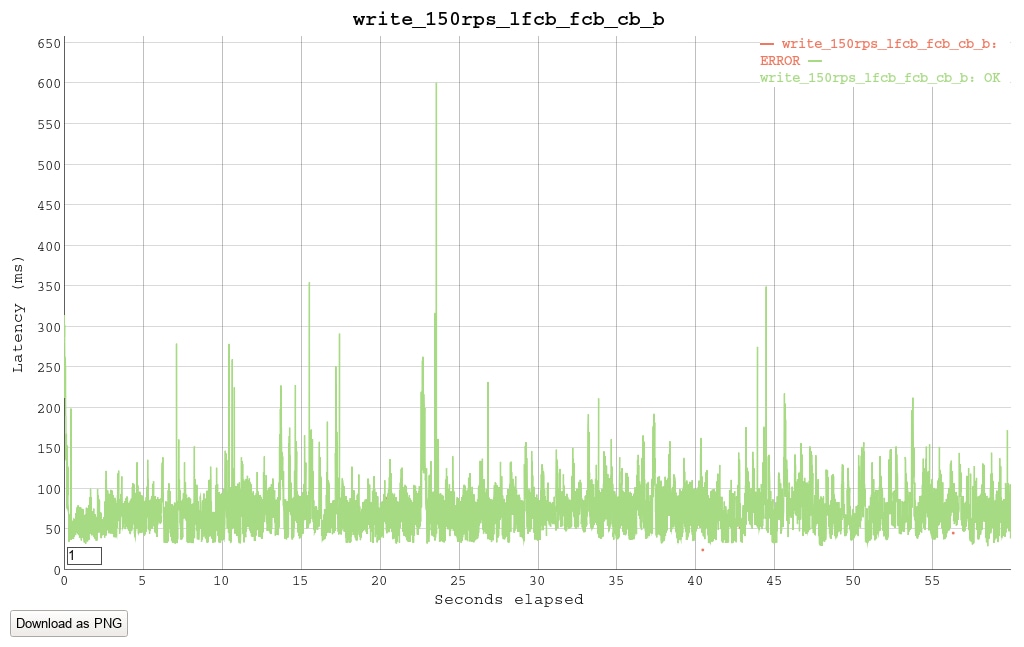 write_150rps_lfcb_fcb_cb_b
650
600
550
500
450
400
350
300
250
200
150
100
50
0
Latency (ms)
write_150rps_lfcb_fcb_cb_b:
ERROR
write_150rps_lfcb_fcb_cb_b: OK
1
0 5 10 15 20 25 30 35 40 45 50 55
Seconds elapsed
Download as PNG